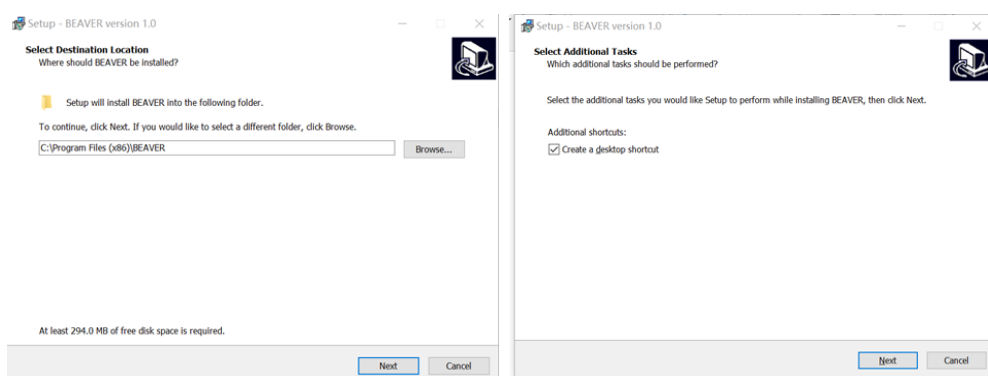 Setup - BEAVER version 1.0
Select Destination Location
Where should BEAVER be installed?
Setup will install BEAVER into the following folder.
To continue, click Next. If you would like to select a different folder, click Browse.
C:\Program Files (x86)\BEAVER
Browse...
At least 294.0 MB of free disk space is required.
Next
Cancel
Setup - BEAVER version 1.0
Select Additional Tasks
Which additional tasks should be performed?
Select the additional tasks you would like Setup to perform while installing BEAVER, then click Next.
Additional shortcuts:
Create a desktop shortcut
Next
Cancel